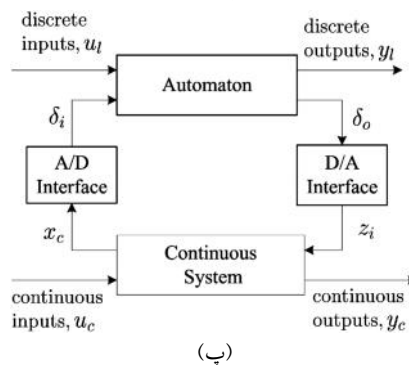 discrete
inputs, u_l
discrete
outputs, y_l
Automaton
δ_i
δ_o
A/D
Interface
D/A
Interface
x_c
z_i
Continuous
System
continuous
inputs, u_c
continuous
outputs, y_c
(پ)